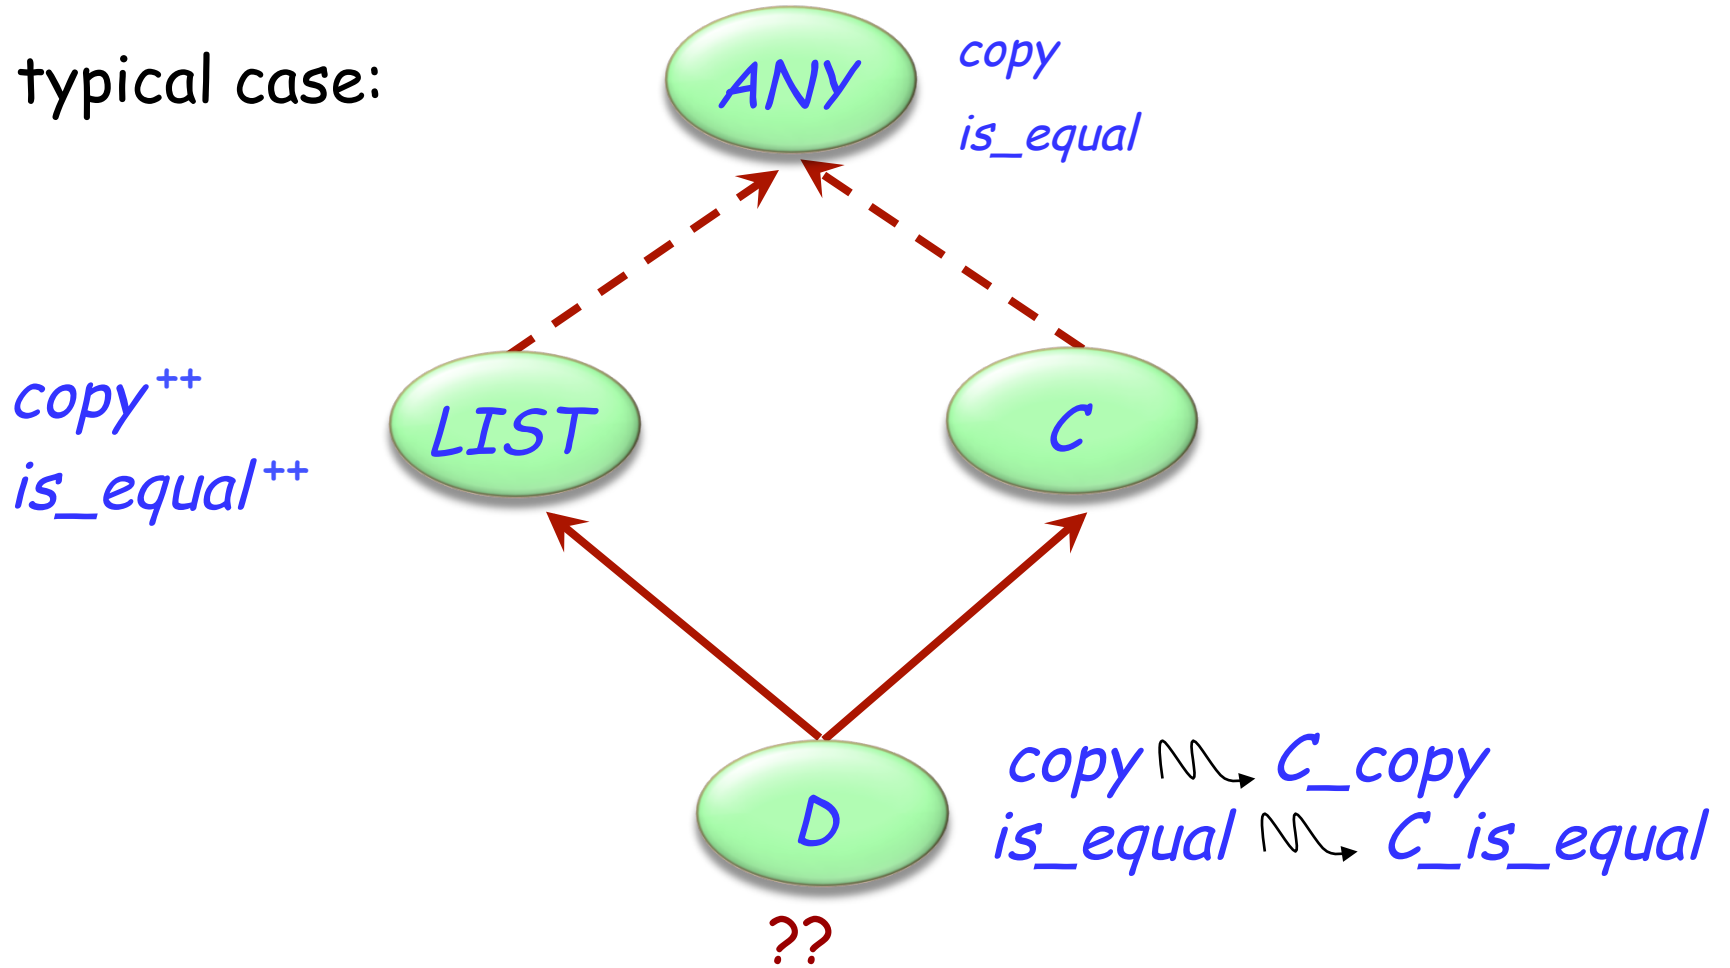 typical case:
ANY
copy
is_equal
copy ++
is_equal ++
LIST
C
D
copy C_copy
is_equal C_is_equal
??